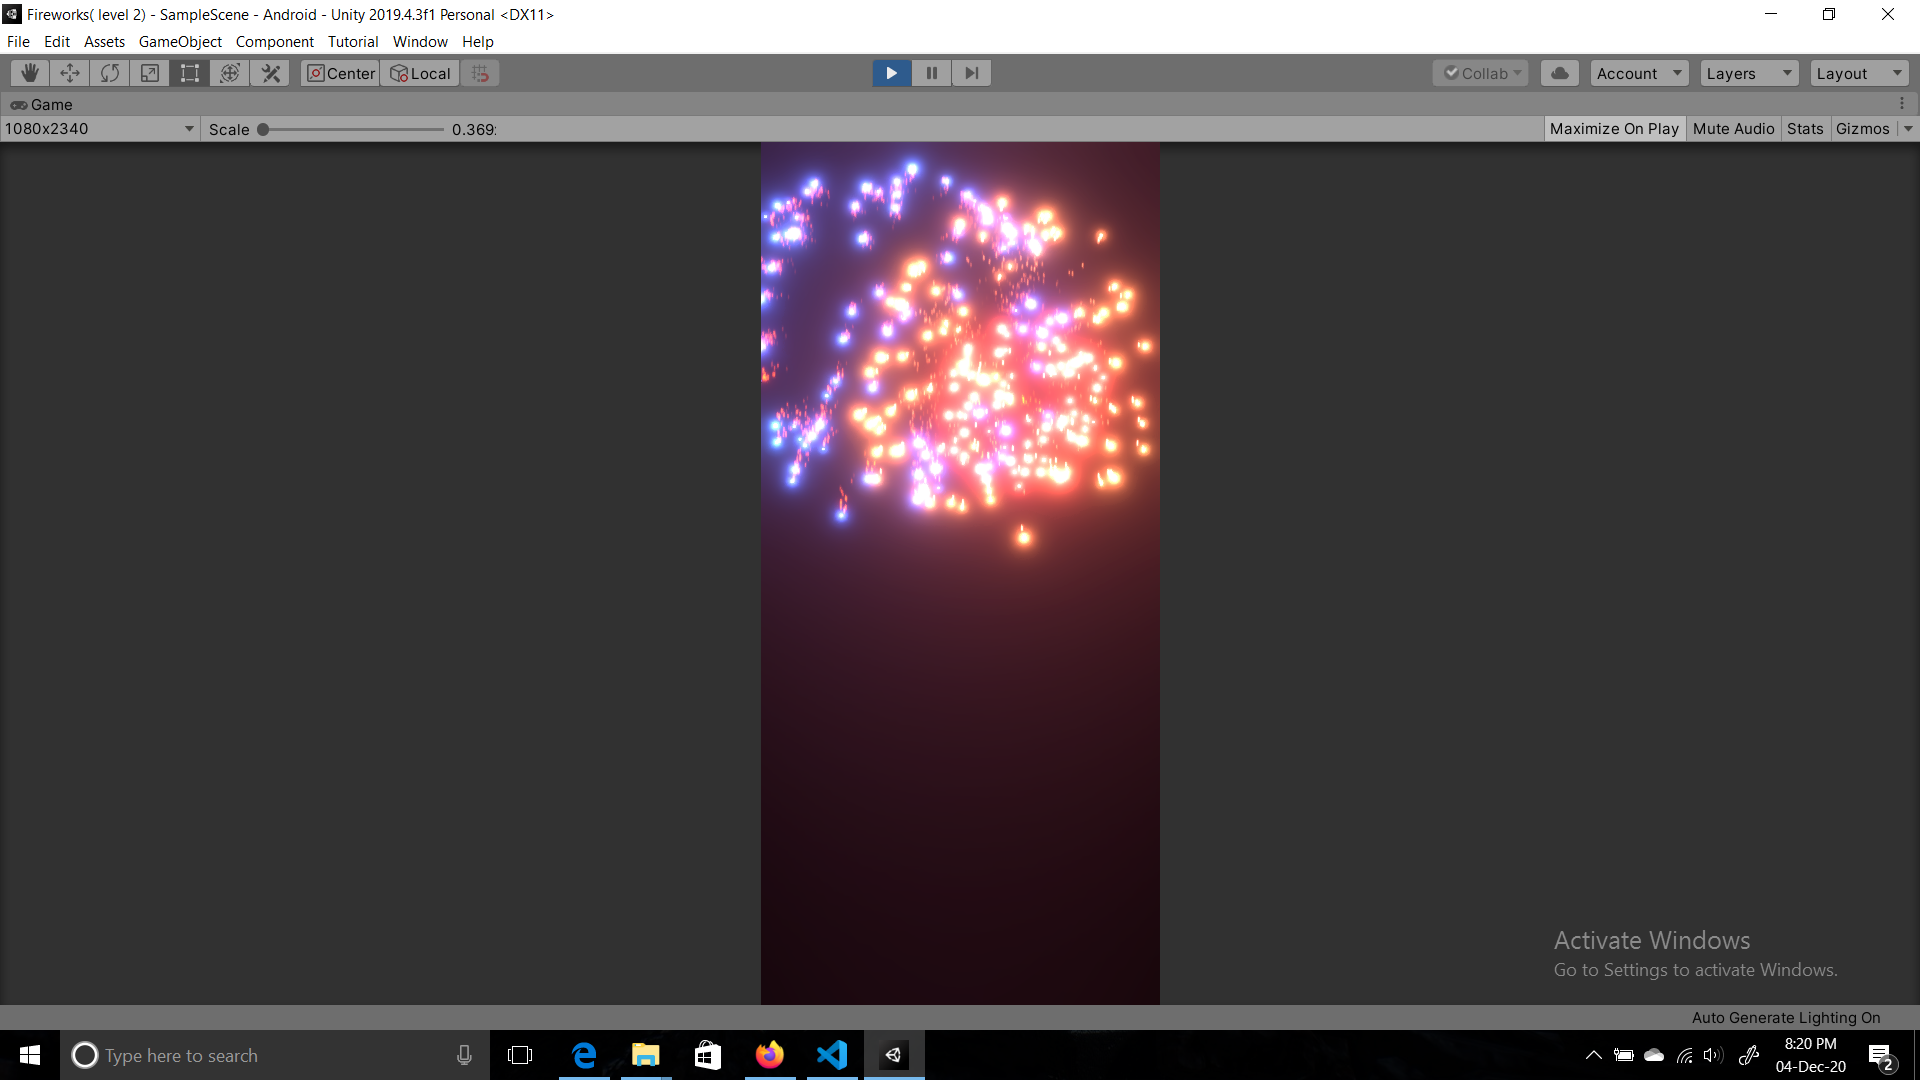 Fireworks( level 2) - SampleScene - Android - Unity 2019.4.3f1 Personal <DX11>
File Edit Assets GameObject Component Tutorial Window Help
Center Local Collab Account Layers Layout
Game
1080x2340 Scale 0.369: Maximize On Play Mute Audio Stats Gizmos
Activate Windows
Go to Settings to activate Windows.
Auto Generate Lighting On
Type here to search
8:20 PM
04-Dec-20
2